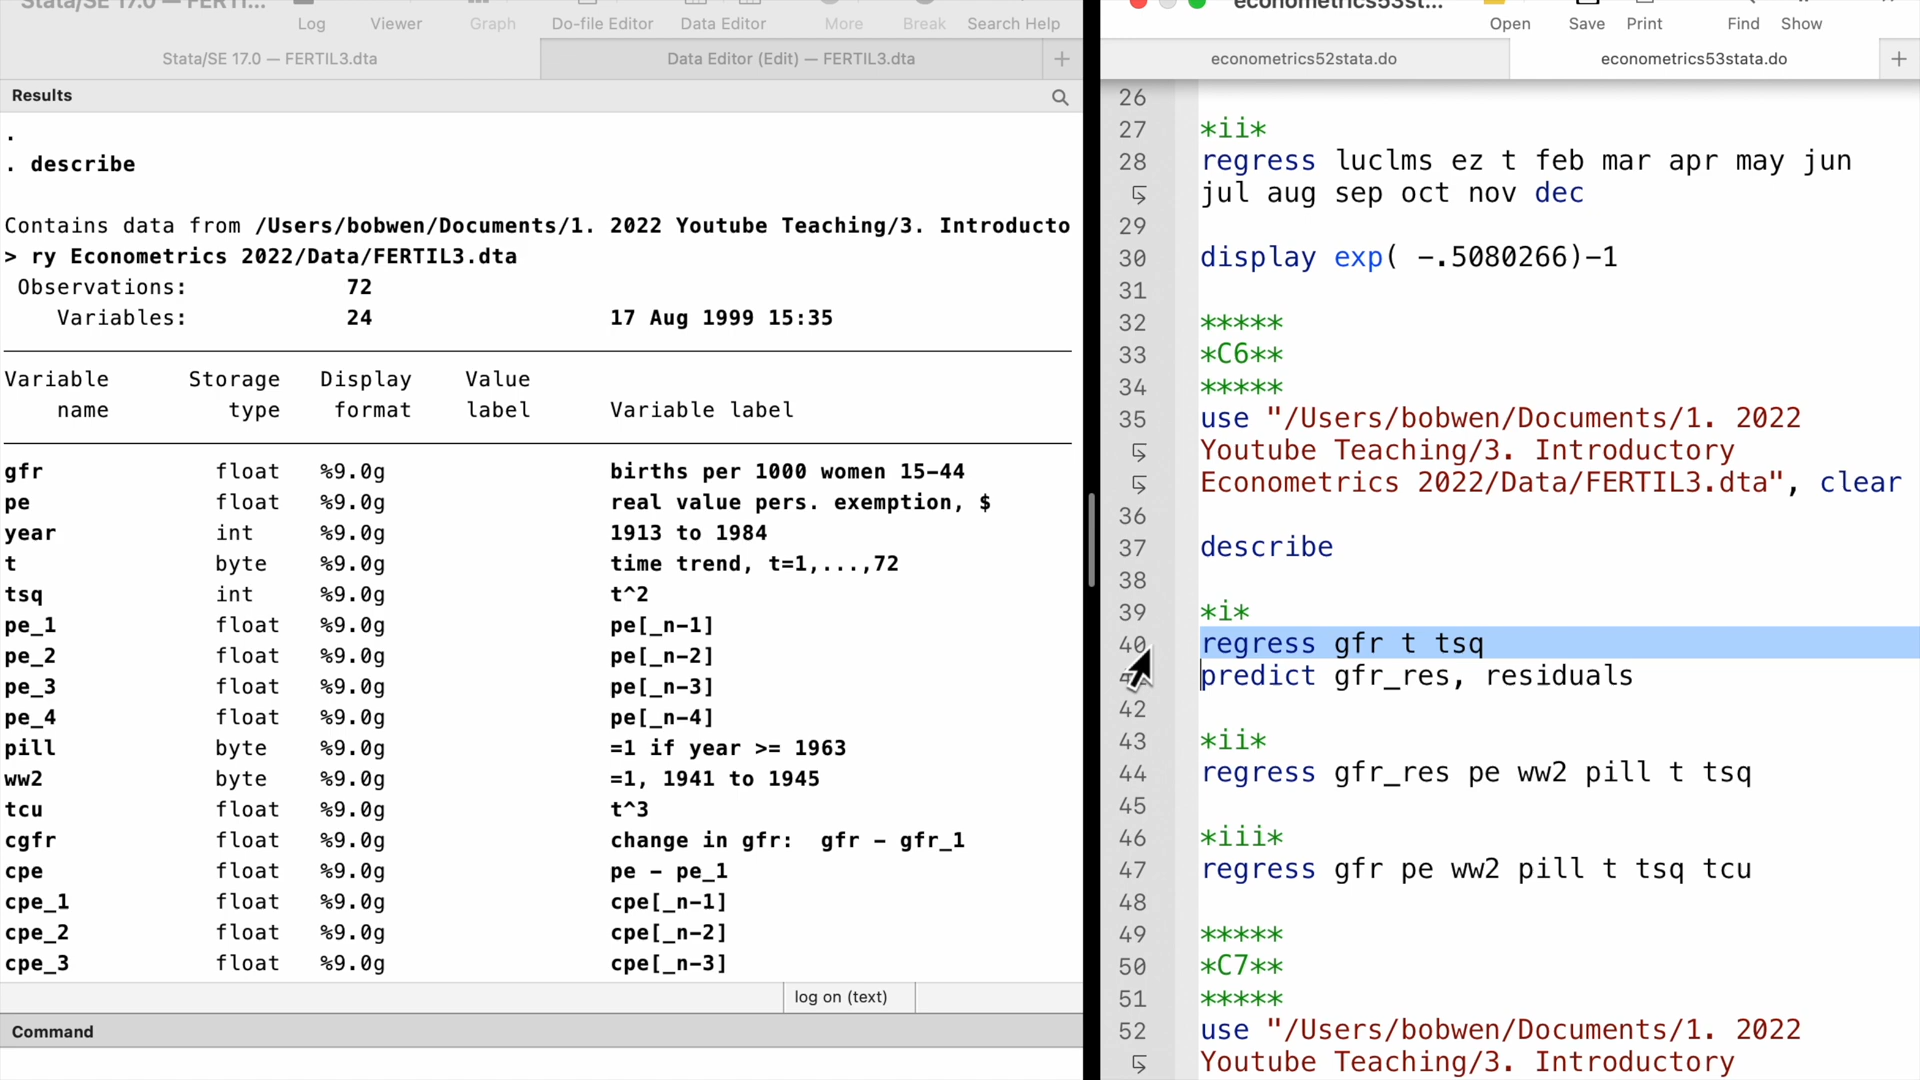 Stata/SE 17.0 — FERTI...
Log
Viewer
Graph
Do-file Editor
Data Editor
More
Break
Search Help
Stata/SE 17.0 — FERTIL3.dta
Data Editor (Edit) — FERTIL3.dta
+
Results
.
. describe
Contains data from /Users/bobwen/Documents/1. 2022 Youtube Teaching/3. Introducto
> ry Econometrics 2022/Data/FERTIL3.dta
Observations: 72
Variables: 24 17 Aug 1999 15:35
Variable Storage Display Value
name type format label Variable label
gfr float %9.0g births per 1000 women 15-44
pe float %9.0g real value pers. exemption, $
year int %9.0g 1913 to 1984
t byte %9.0g time trend, t=1,...,72
tsq int %9.0g t^2
pe_1 float %9.0g pe[_n-1]
pe_2 float %9.0g pe[_n-2]
pe_3 float %9.0g pe[_n-3]
pe_4 float %9.0g pe[_n-4]
pill byte %9.0g =1 if year >= 1963
ww2 byte %9.0g =1, 1941 to 1945
tcu float %9.0g t^3
cgfr float %9.0g change in gfr: gfr - gfr_1
cpe float %9.0g pe - pe_1
cpe_1 float %9.0g cpe[_n-1]
cpe_2 float %9.0g cpe[_n-2]
cpe_3 float %9.0g cpe[_n-3]
log on (text)
Command
econometrics53st...
Open
Save
Print
Find
Show
econometrics52stata.do
econometrics53stata.do
+
26
27 *ii*
28 regress luclms ez t feb mar apr may jun
jul aug sep oct nov dec
29
30 display exp( -.5080266)-1
31
32 *****
33 *C6**
34 *****
35 use "/Users/bobwen/Documents/1. 2022
Youtube Teaching/3. Introductory
Econometrics 2022/Data/FERTIL3.dta", clear
36
37 describe
38
39 *i*
40 regress gfr t tsq
predict gfr_res, residuals
42
43 *ii*
44 regress gfr_res pe ww2 pill t tsq
45
46 *iii*
47 regress gfr pe ww2 pill t tsq tcu
48
49 *****
50 *C7**
51 *****
52 use "/Users/bobwen/Documents/1. 2022
Youtube Teaching/3. Introductory